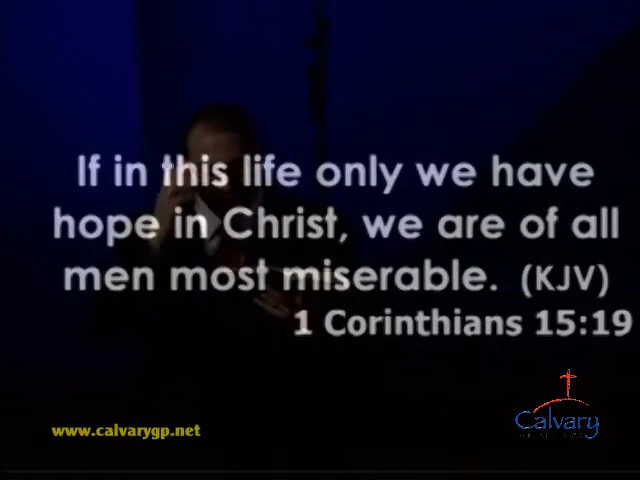 If in this life only we have
hope in Christ, we are of all
men most miserable. (KJV)
1 Corinthians 15:19
www.calvarygp.net
Calvary